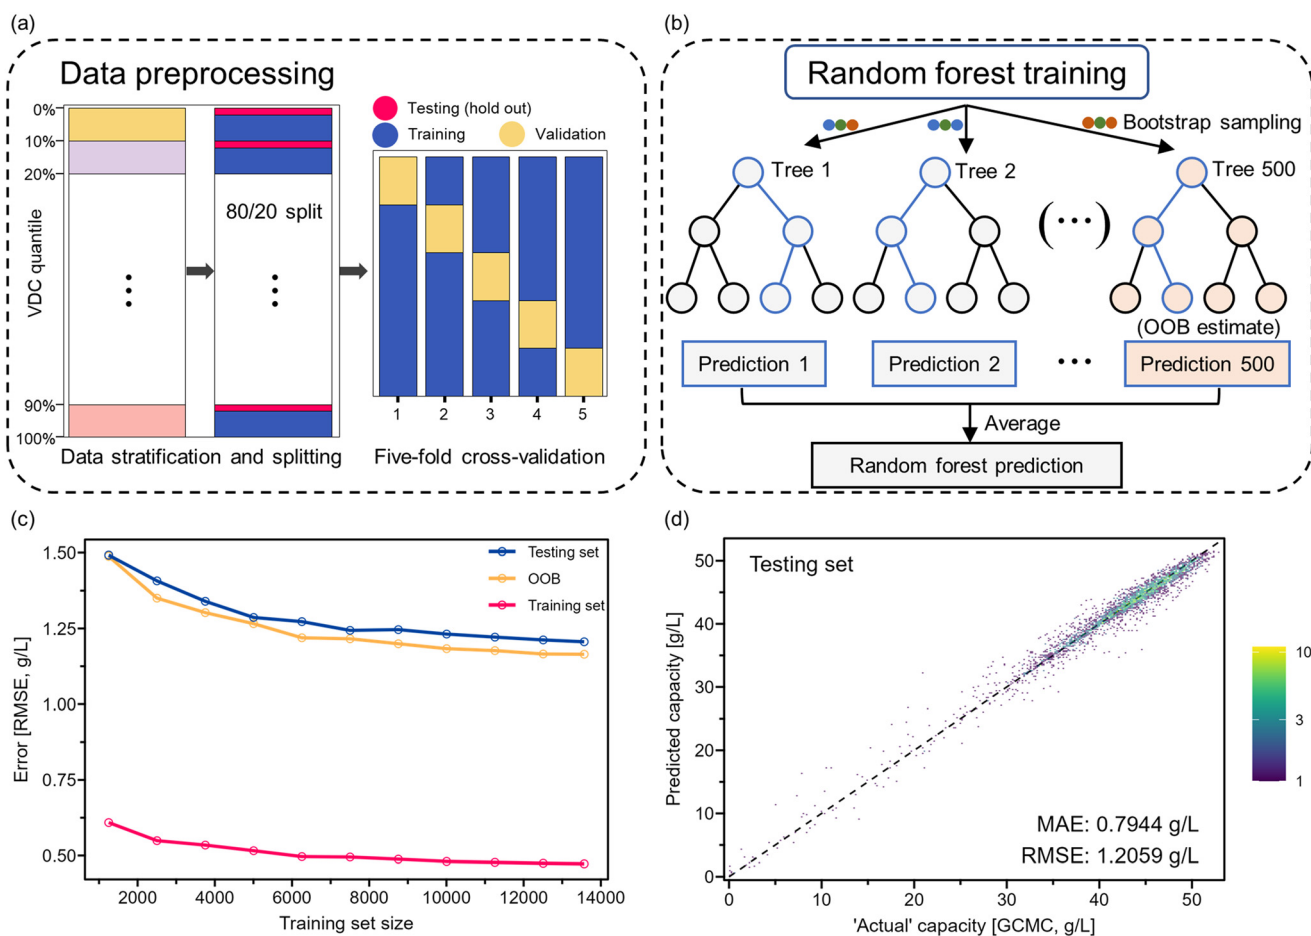 (a)
Data preprocessing
0%
10%
20%
90%
100%
VDC quantile
80/20 split
Testing (hold out)
Training
Validation
1 2 3 4 5
Data stratification and splitting
Five-fold cross-validation
(b)
Random forest training
Bootstrap sampling
Tree 1
Tree 2
Tree 500
(···)
(OOB estimate)
Prediction 1
Prediction 2
···
Prediction 500
Average
Random forest prediction
(c)
Error [RMSE, g/L]
1.50
1.25
1.00
0.75
0.50
Testing set
OOB
Training set
2000 4000 6000 8000 10000 12000 14000
Training set size
(d)
Predicted capacity [g/L]
50
40
30
20
10
0
Testing set
MAE: 0.7944 g/L
RMSE: 1.2059 g/L
0 10 20 30 40 50
'Actual' capacity [GCMC, g/L]
10
3
1